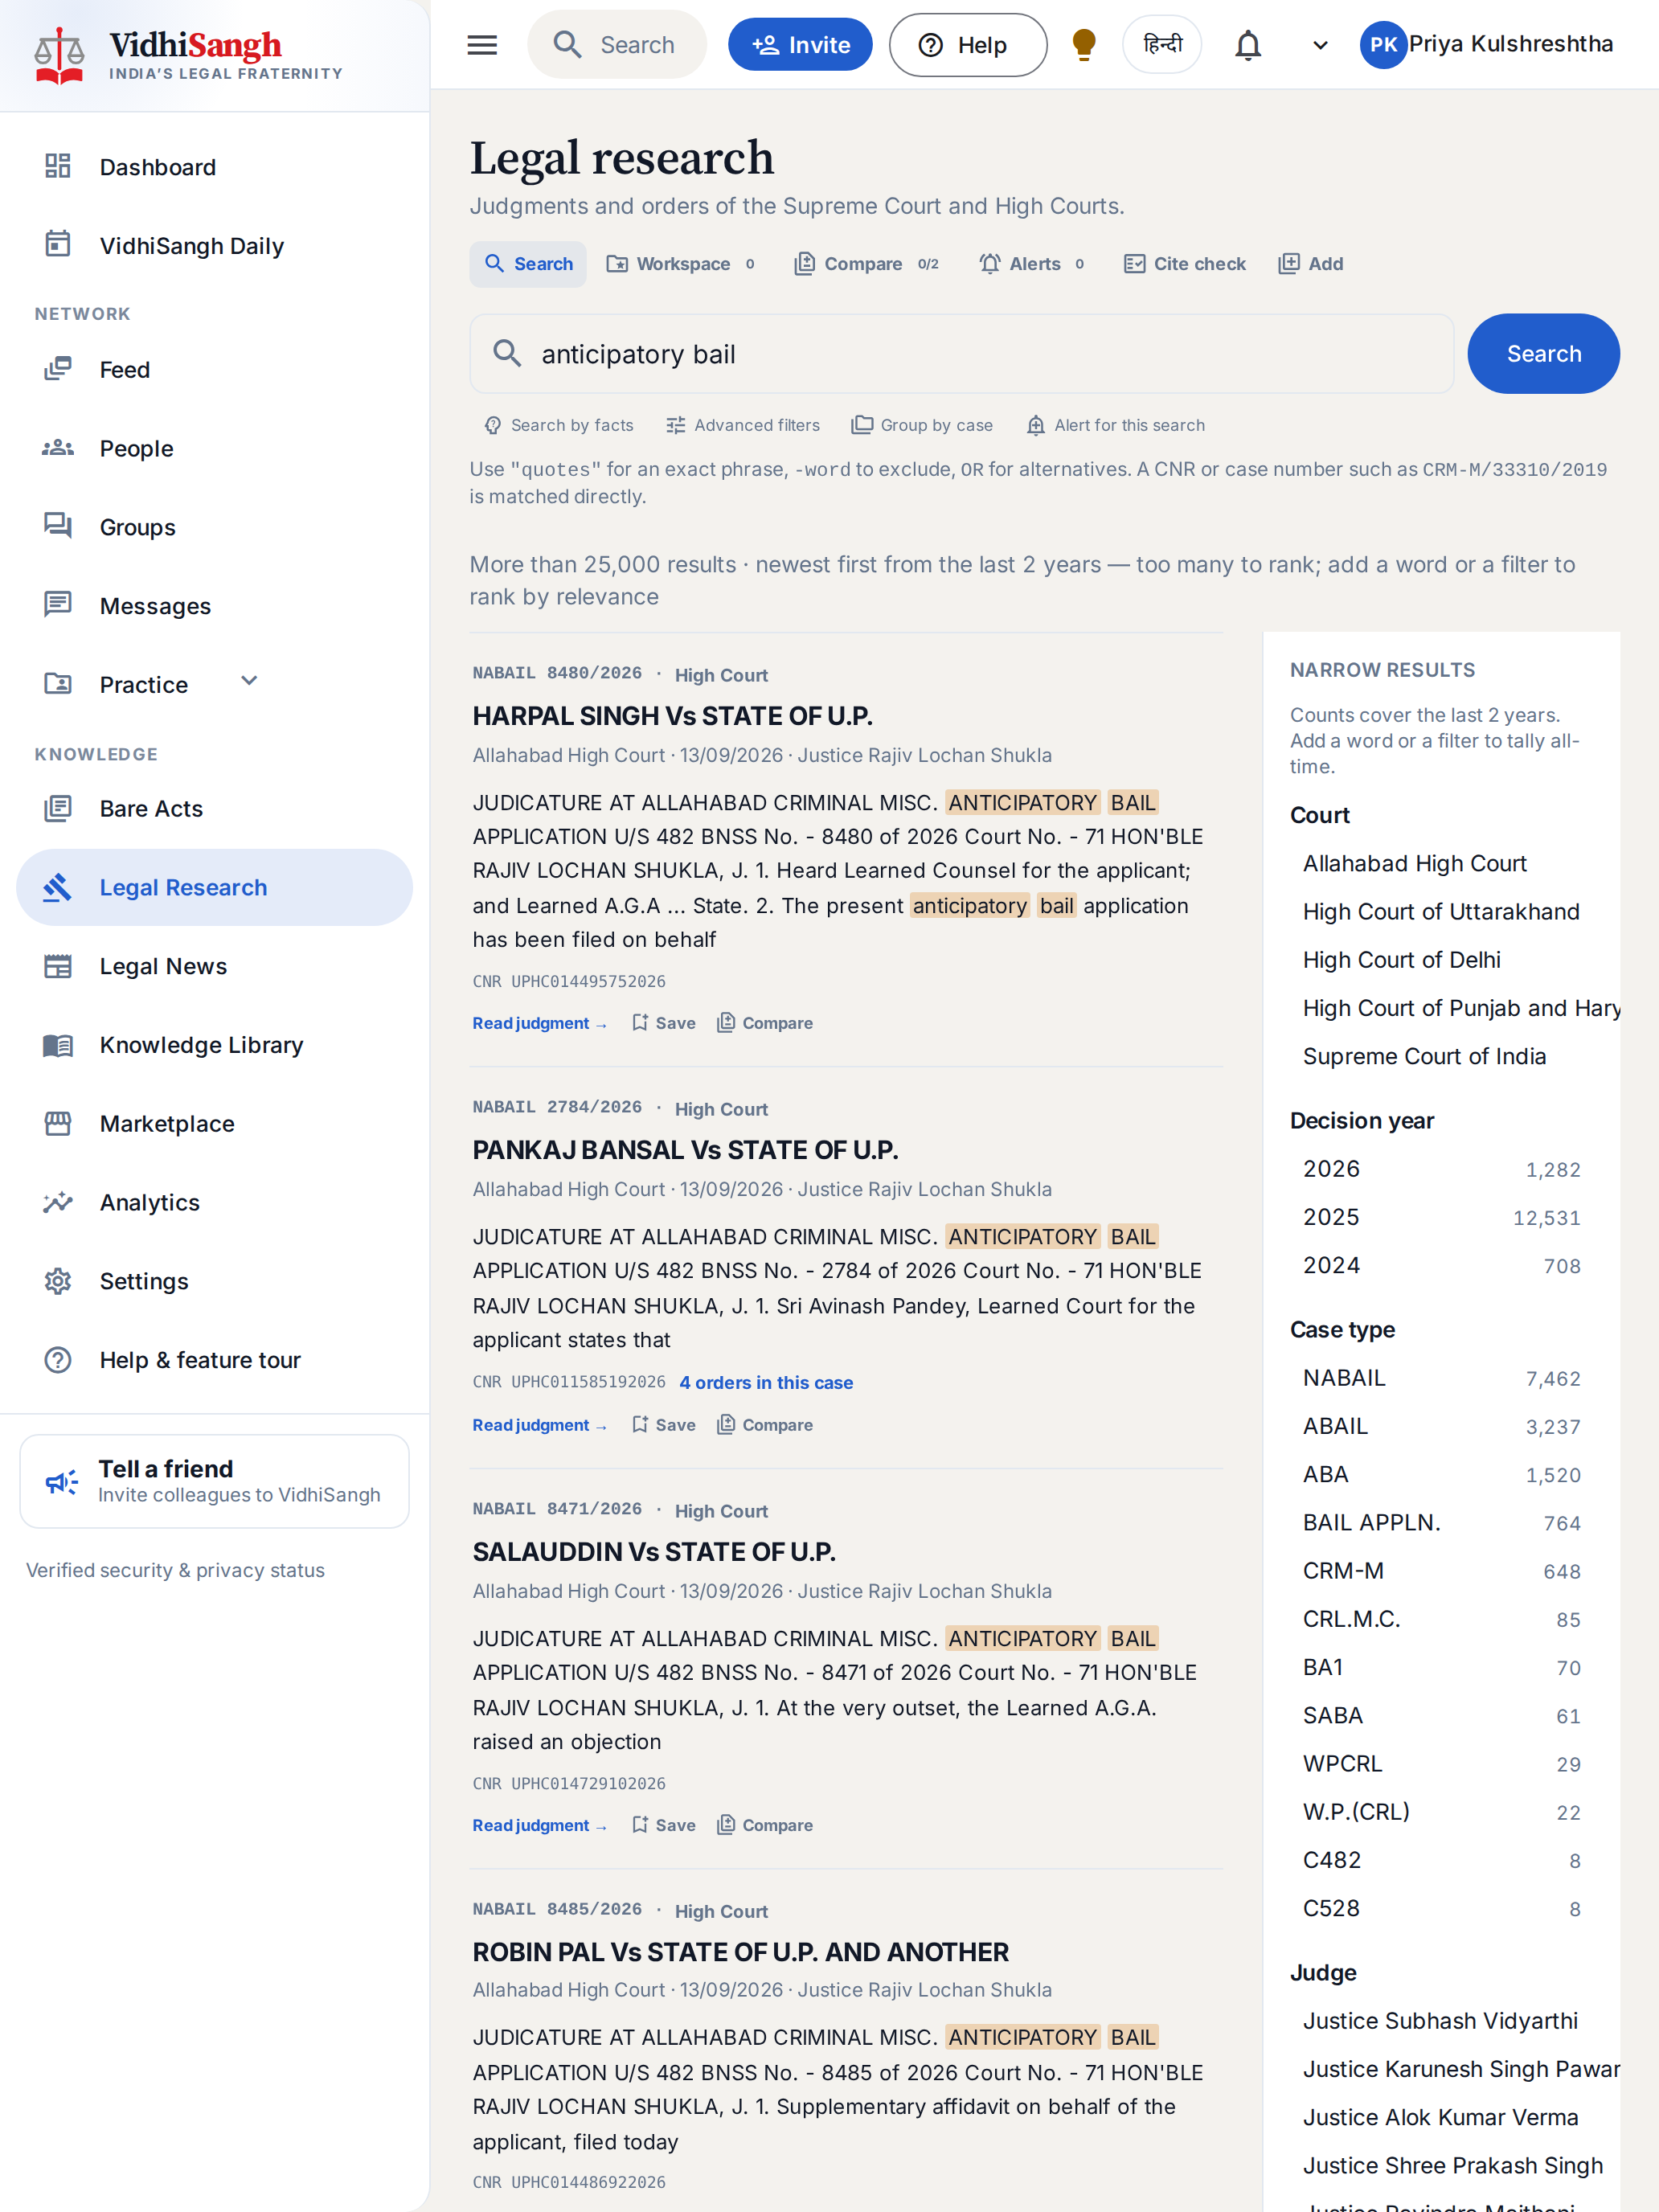 VidhiSangh
INDIA'S LEGAL FRATERNITY
Dashboard
VidhiSangh Daily
NETWORK
Feed
People
Groups
Messages
Practice
KNOWLEDGE
Bare Acts
Legal Research
Legal News
Knowledge Library
Marketplace
Analytics
Settings
Help & feature tour
Tell a friend
Invite colleagues to VidhiSangh
Verified security & privacy status
Search
Invite
Help
हिन्दी
PK Priya Kulshreshtha
Legal research
Judgments and orders of the Supreme Court and High Courts.
Search
Workspace 0
Compare 0/2
Alerts 0
Cite check
Add
anticipatory bail
Search
Search by facts
Advanced filters
Group by case
Alert for this search
Use "quotes" for an exact phrase, -word to exclude, OR for alternatives. A CNR or case number such as CRM-M/33310/2019
is matched directly.
More than 25,000 results · newest first from the last 2 years — too many to rank; add a word or a filter to
rank by relevance
NABAIL 8480/2026 · High Court
HARPAL SINGH Vs STATE OF U.P.
Allahabad High Court · 13/09/2026 · Justice Rajiv Lochan Shukla
JUDICATURE AT ALLAHABAD CRIMINAL MISC. ANTICIPATORY BAIL
APPLICATION U/S 482 BNSS No. - 8480 of 2026 Court No. - 71 HON'BLE
RAJIV LOCHAN SHUKLA, J. 1. Heard Learned Counsel for the applicant;
and Learned A.G.A ... State. 2. The present anticipatory bail application
has been filed on behalf
CNR UPHC014495752026
Read judgment →
Save
Compare
NABAIL 2784/2026 · High Court
PANKAJ BANSAL Vs STATE OF U.P.
Allahabad High Court · 13/09/2026 · Justice Rajiv Lochan Shukla
JUDICATURE AT ALLAHABAD CRIMINAL MISC. ANTICIPATORY BAIL
APPLICATION U/S 482 BNSS No. - 2784 of 2026 Court No. - 71 HON'BLE
RAJIV LOCHAN SHUKLA, J. 1. Sri Avinash Pandey, Learned Court for the
applicant states that
CNR UPHC011585192026 4 orders in this case
Read judgment →
Save
Compare
NABAIL 8471/2026 · High Court
SALAUDDIN Vs STATE OF U.P.
Allahabad High Court · 13/09/2026 · Justice Rajiv Lochan Shukla
JUDICATURE AT ALLAHABAD CRIMINAL MISC. ANTICIPATORY BAIL
APPLICATION U/S 482 BNSS No. - 8471 of 2026 Court No. - 71 HON'BLE
RAJIV LOCHAN SHUKLA, J. 1. At the very outset, the Learned A.G.A.
raised an objection
CNR UPHC014729102026
Read judgment →
Save
Compare
NABAIL 8485/2026 · High Court
ROBIN PAL Vs STATE OF U.P. AND ANOTHER
Allahabad High Court · 13/09/2026 · Justice Rajiv Lochan Shukla
JUDICATURE AT ALLAHABAD CRIMINAL MISC. ANTICIPATORY BAIL
APPLICATION U/S 482 BNSS No. - 8485 of 2026 Court No. - 71 HON'BLE
RAJIV LOCHAN SHUKLA, J. 1. Supplementary affidavit on behalf of the
applicant, filed today
CNR UPHC014486922026
NARROW RESULTS
Counts cover the last 2 years.
Add a word or a filter to tally all-
time.
Court
Allahabad High Court
High Court of Uttarakhand
High Court of Delhi
High Court of Punjab and Hary
Supreme Court of India
Decision year
2026 1,282
2025 12,531
2024 708
Case type
NABAIL 7,462
ABAIL 3,237
ABA 1,520
BAIL APPLN. 764
CRM-M 648
CRL.M.C. 85
BA1 70
SABA 61
WPCRL 29
W.P.(CRL) 22
C482 8
C528 8
Judge
Justice Subhash Vidyarthi
Justice Karunesh Singh Pawar
Justice Alok Kumar Verma
Justice Shree Prakash Singh